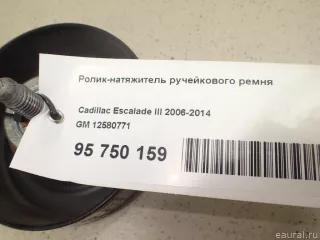 Ролик-натяжитель ручейкового ремня
Cadillac Escalade III 2006-2014
GM 12580771
95 750 159
eaural.ru